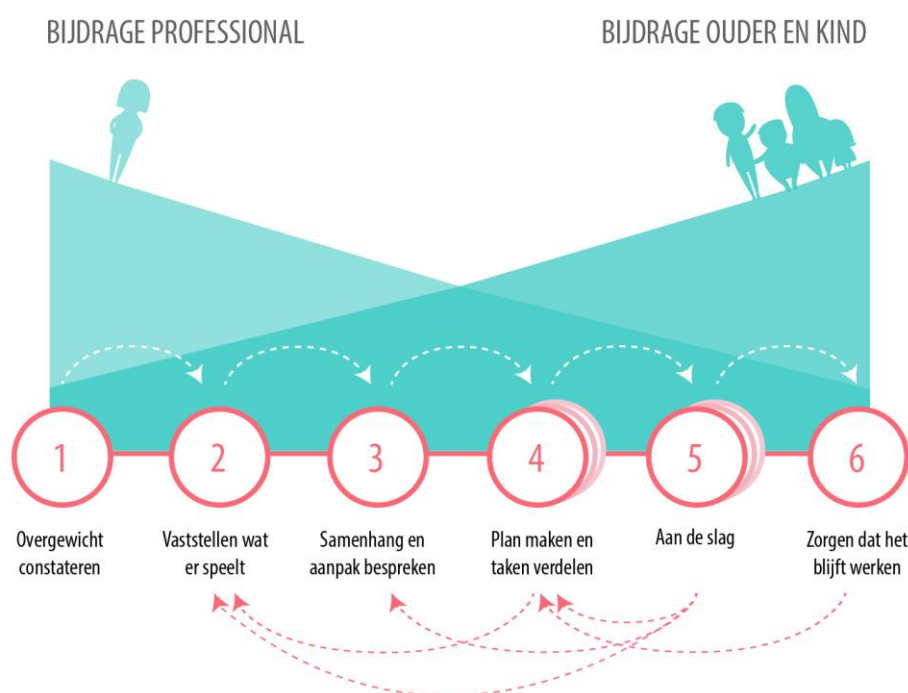 BIJDRAGE PROFESSIONAL
BIJDRAGE OUDER EN KIND
1
2
3
4
5
6
Overgewicht
constateren
Vaststellen wat
er speelt
Samenhang en
aanpak bespreken
Plan maken en
taken verdelen
Aan de slag
Zorgen dat het
blijft werken